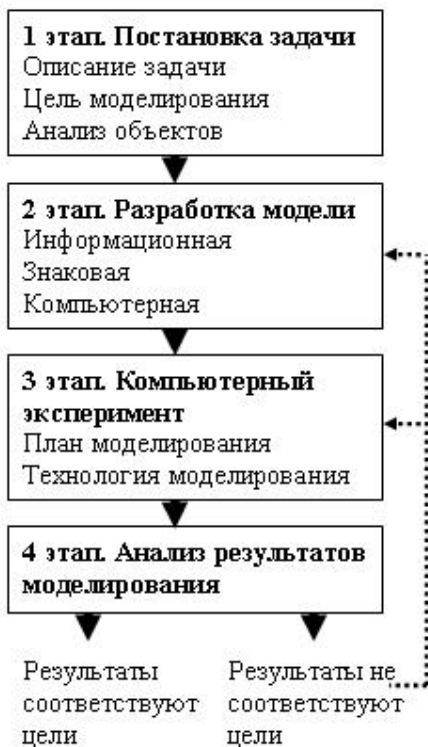 1 этап. Постановка задачи
Описание задачи
Цель моделирования
Анализ объектов
2 этап. Разработка модели
Информационная
Знаковая
Компьютерная
3 этап. Компьютерный
эксперимент
План моделирования
Технология моделирования
4 этап. Анализ результатов
моделирования
Результаты
соответствуют
цели
Результаты не
соответствуют
цели